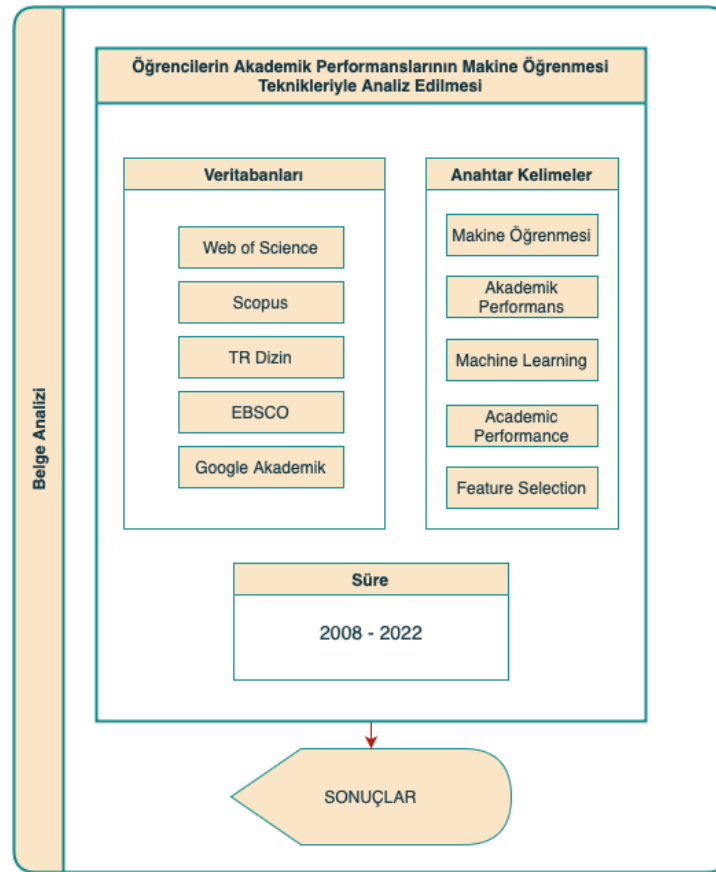 Öğrencilerin Akademik Performanslarının Makine Öğrenmesi
Teknikleriyle Analiz Edilmesi
Belge Analizi
Veritabanları
Web of Science
Scopus
TR Dizin
EBSCO
Google Akademik
Anahtar Kelimeler
Makine Öğrenmesi
Akademik
Performans
Machine Learning
Academic
Performance
Feature Selection
Süre
2008 - 2022
SONUÇLAR